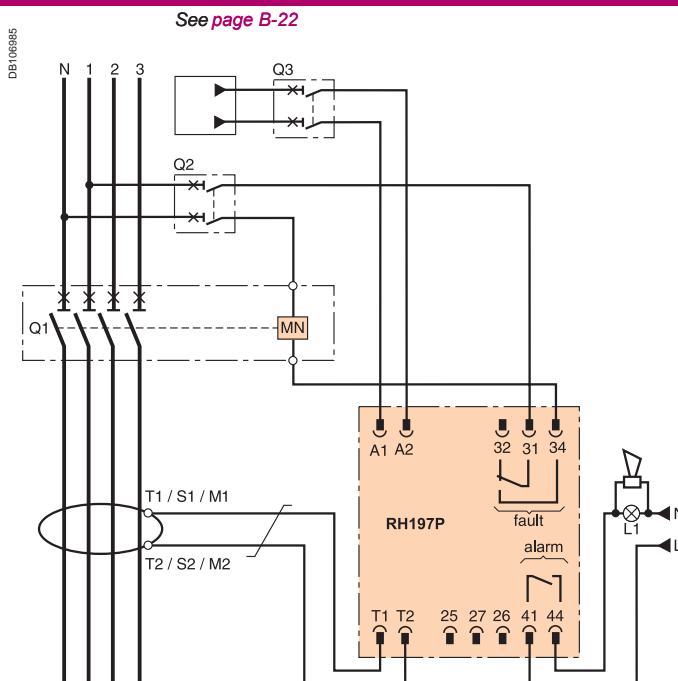 See page B-22
DB106985
N 1 2 3
Q3
Q2
Q1
MN
A1 A2
32 31 34
fault
T1 / S1 / M1
RH197P
L1
N
alarm
L
T2 / S2 / M2
T1 T2 25 27 26 41 44